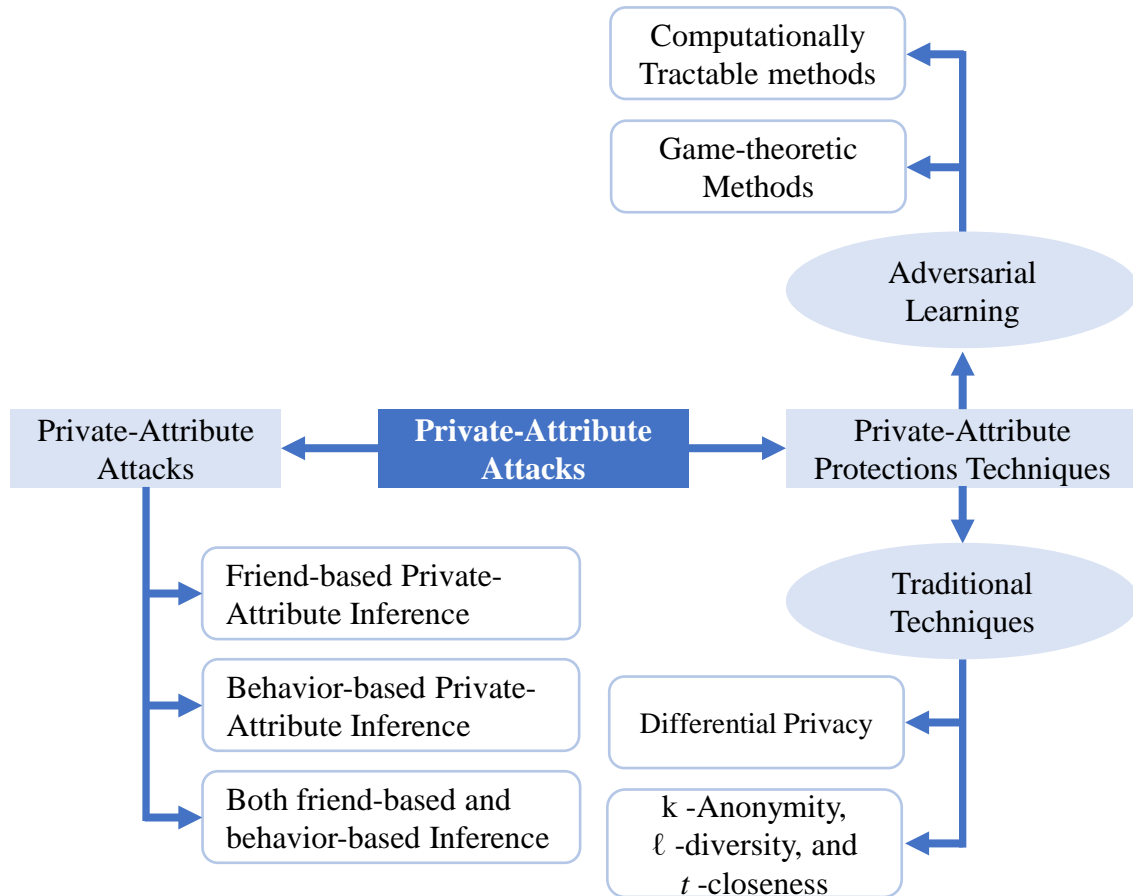 Computationally
Tractable methods
Game-theoretic
Methods
Adversarial
Learning
Private-Attribute
Attacks
Private-Attribute
Attacks
Private-Attribute
Protections Techniques
Friend-based Private-
Attribute Inference
Traditional
Techniques
Behavior-based Private-
Attribute Inference
Differential Privacy
Both friend-based and
behavior-based Inference
k -Anonymity,
ℓ -diversity, and
t -closeness